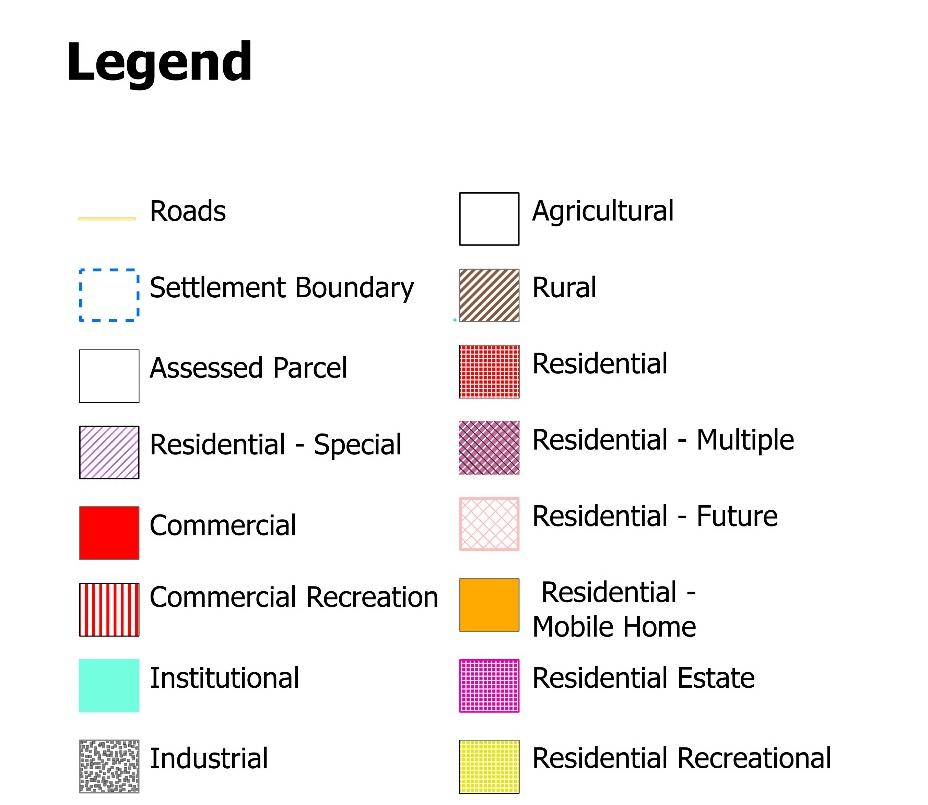 Legend
Roads
Settlement Boundary
Assessed Parcel
Residential - Special
Commercial
Commercial Recreation
Institutional
Industrial
Agricultural
Rural
Residential
Residential - Multiple
Residential - Future
Residential -
Mobile Home
Residential Estate
Residential Recreational